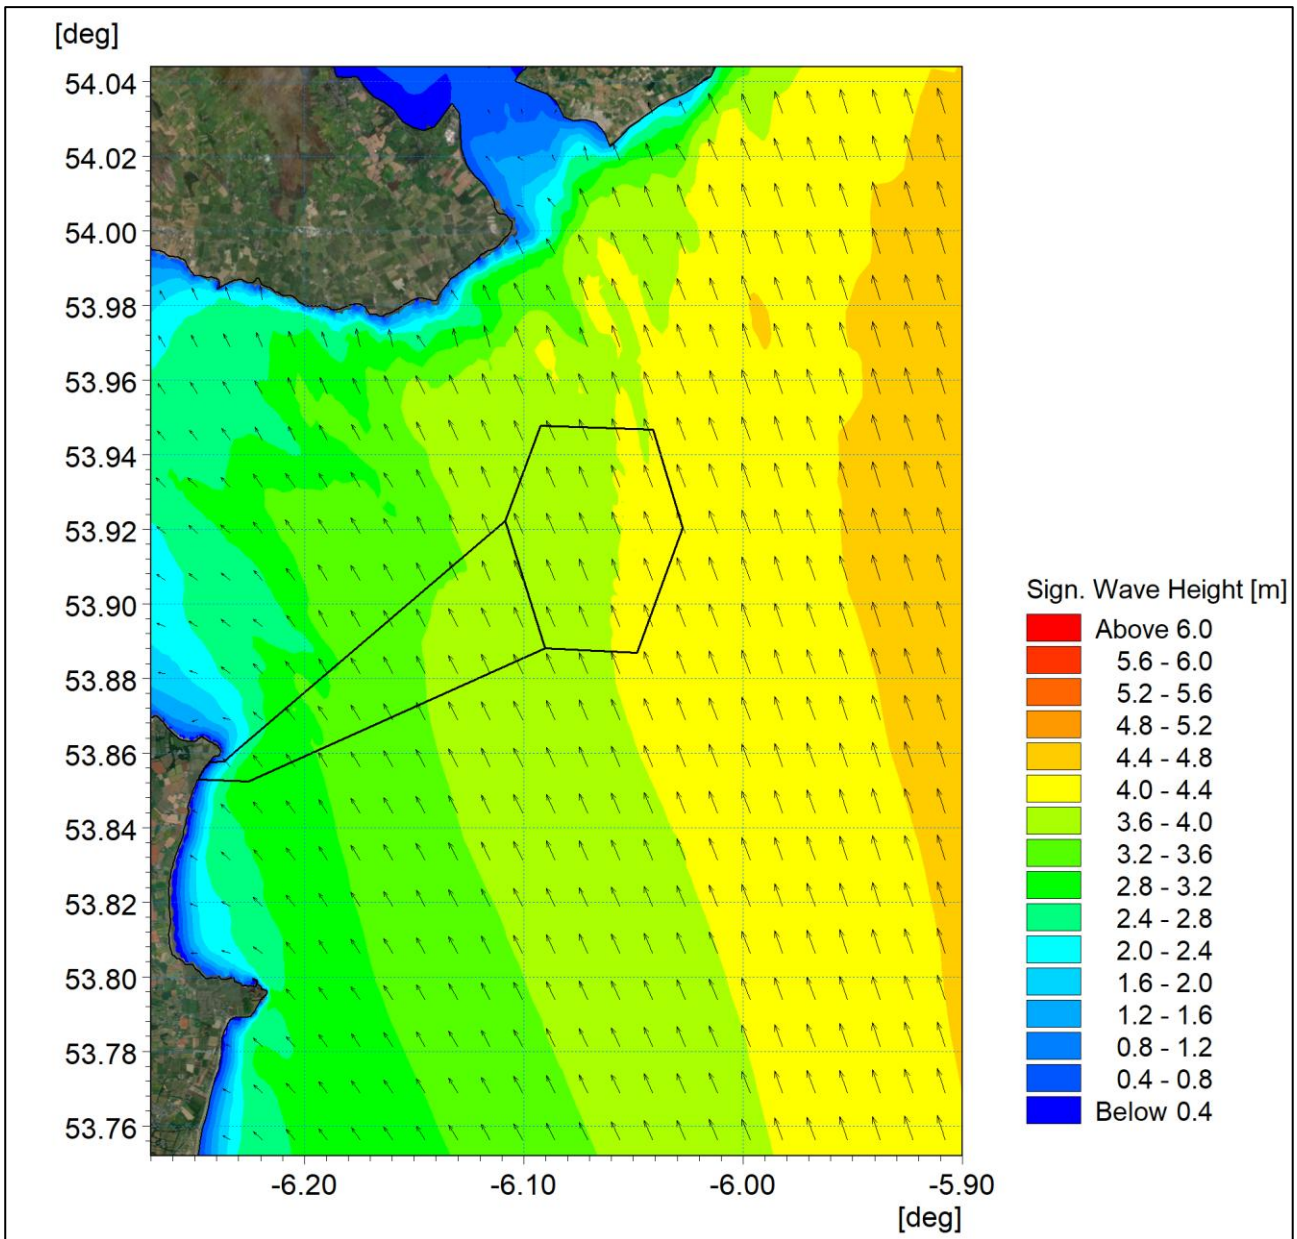 [deg]
54.04
54.02
54.00
53.98
53.96
53.94
53.92
53.90
53.88
53.86
53.84
53.82
53.80
53.78
53.76
-6.20 -6.10 -6.00 -5.90
[deg]
Sign. Wave Height [m]
Above 6.0
5.6 - 6.0
5.2 - 5.6
4.8 - 5.2
4.4 - 4.8
4.0 - 4.4
3.6 - 4.0
3.2 - 3.6
2.8 - 3.2
2.4 - 2.8
2.0 - 2.4
1.6 - 2.0
1.2 - 1.6
0.8 - 1.2
0.4 - 0.8
Below 0.4